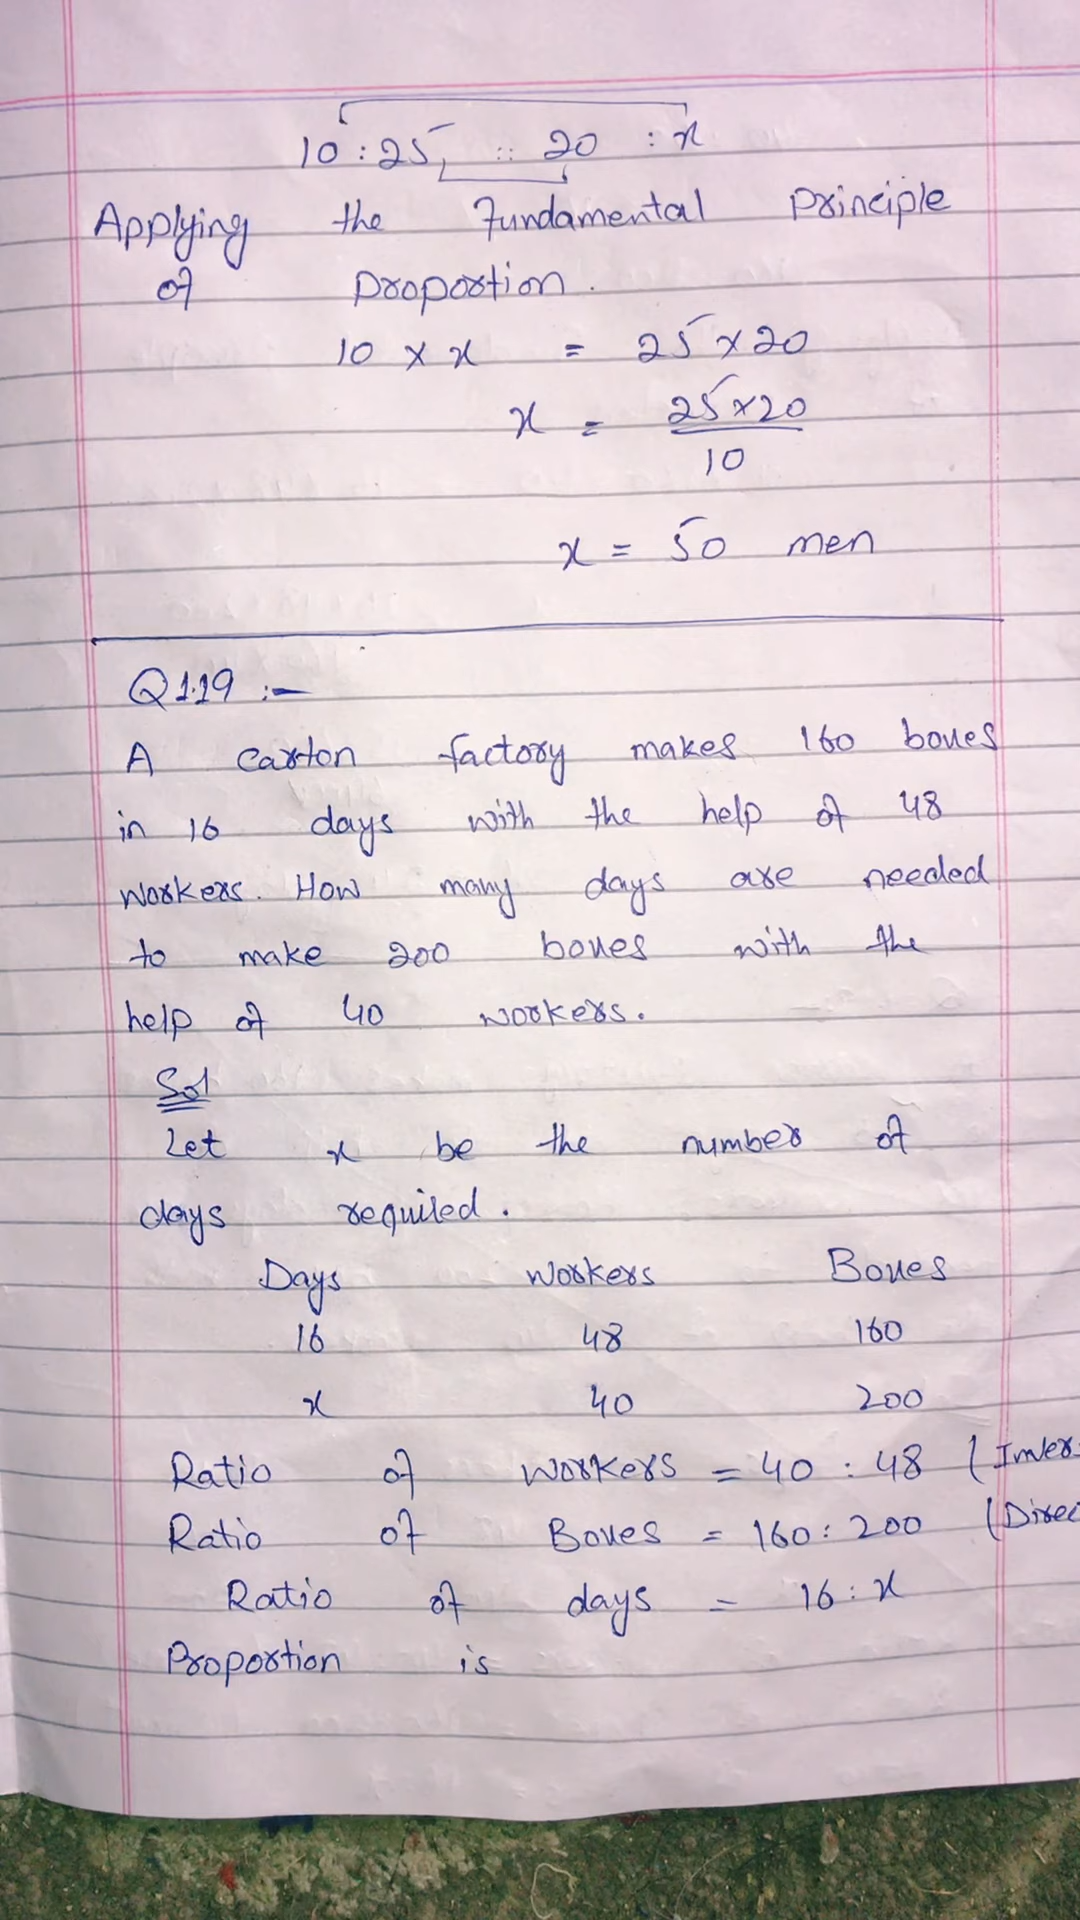 10 : 25 :: 20 : x
Applying the Fundamental Principle
of Proportion.
10 × x = 25 × 20
x = 25 × 20
10
x = 50 men
Q1.19 :-
A carton factory makes 160 boxes
in 16 days with the help of 48
workers. How many days are needed
to make 200 boxes with the
help of 40 workers.
Sol
Let x be the number of
days required.
Days Workers Boxes
16 48 160
x 40 200
Ratio of Workers = 40 : 48 (Inver
Ratio of Boxes = 160 : 200 (Direc
Ratio of days = 16 : x
Proportion is